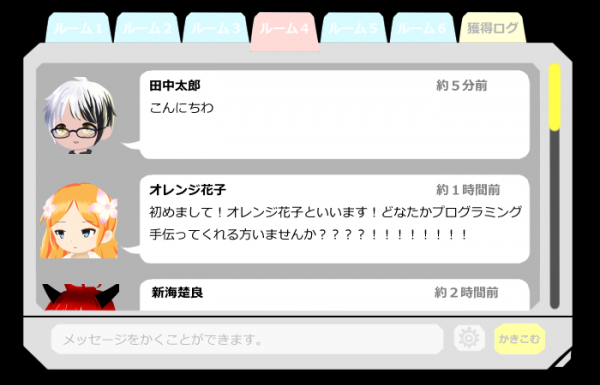 ルーム１ ルーム２ ルーム３ ルーム４ ルーム５ ルーム６ 獲得ログ
田中太郎 約５分前
こんにちわ
オレンジ花子 約１時間前
初めまして！オレンジ花子といいます！どなたかプログラミング
手伝ってくれる方いませんか？？？？！！！！！！！！！
新海楚良 約２時間前
メッセージをかくことができます。 かきこむ